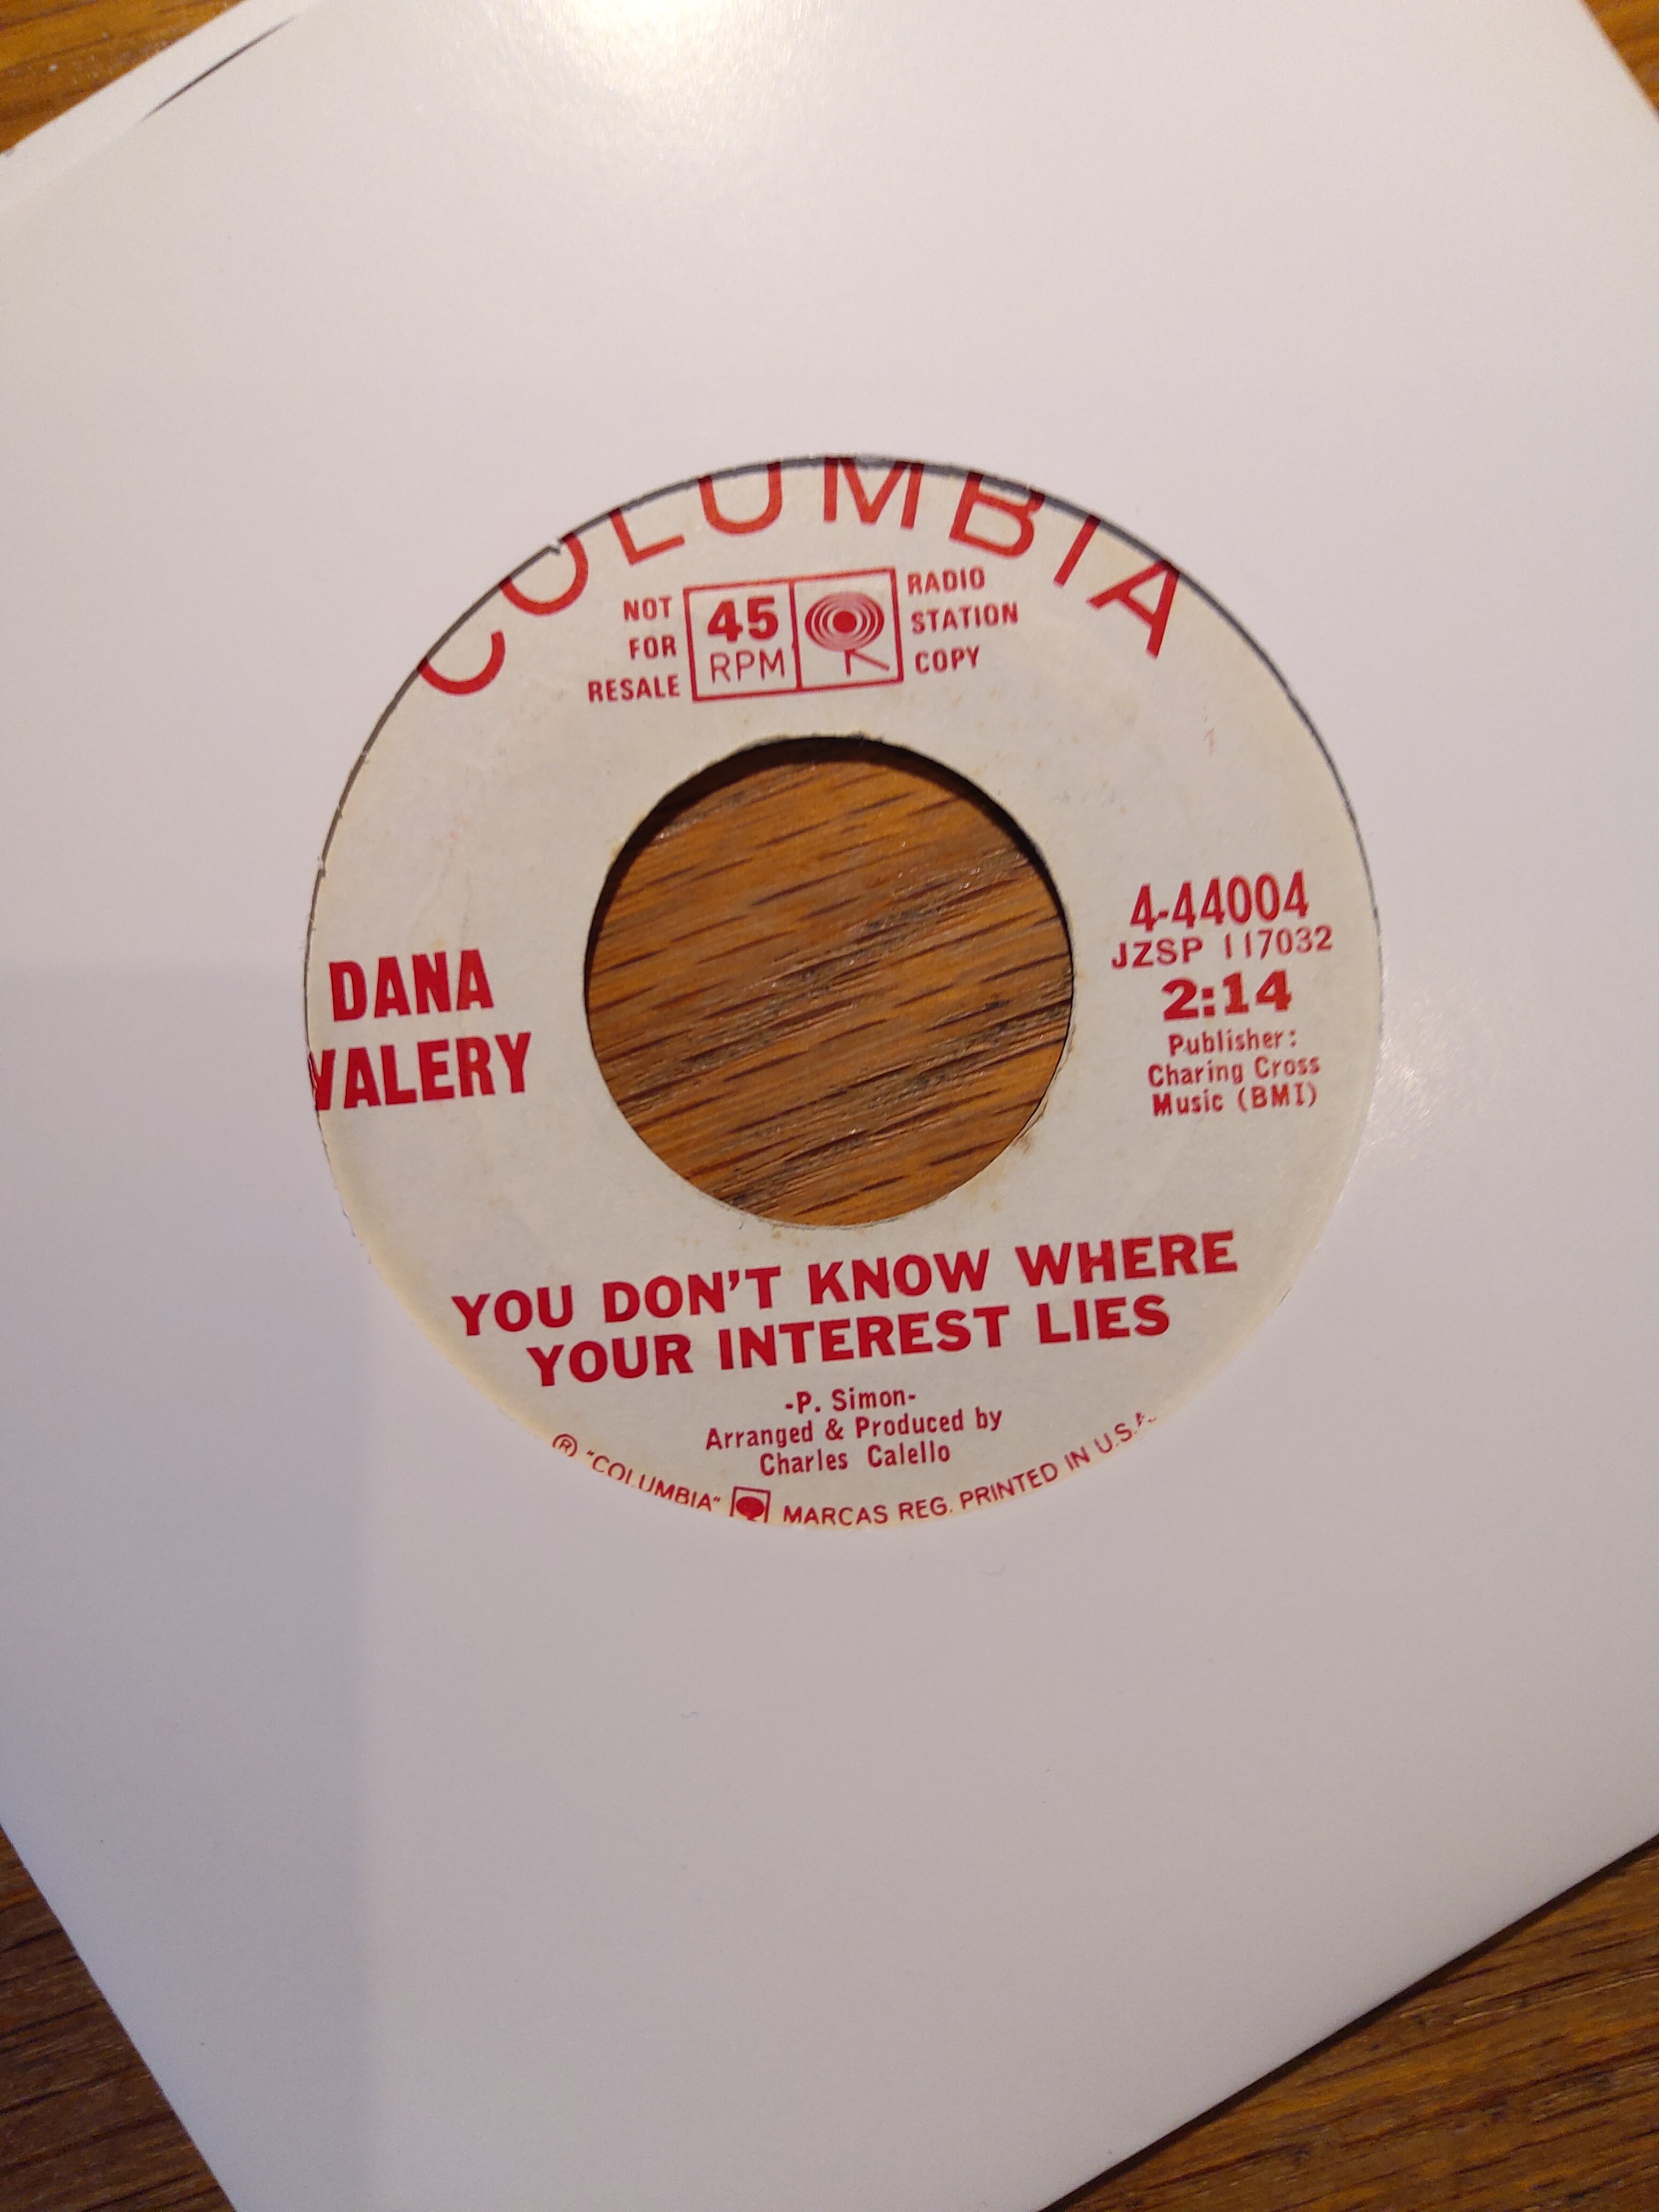 COLUMBIA
NOT
FOR
RESALE
45
RPM
RADIO
STATION
COPY
DANA
VALERY
4-44004
JZSP 117032
2:14
Publisher:
Charing Cross
Music (BMI)
YOU DON'T KNOW WHERE
YOUR INTEREST LIES
-P. Simon-
Arranged & Produced by
Charles Calello
® "COLUMBIA" MARCAS REG. PRINTED IN U.S.A.